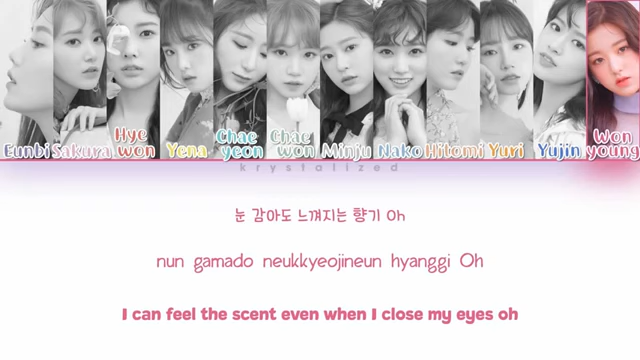 Eunbi Sakura Hye won Yena Chae yeon Chae won Minju Nako Hitomi Yuri Yujin Won young
krystalized
눈 감아도 느껴지는 향기 Oh
nun gamado neukkyeojineun hyanggi Oh
I can feel the scent even when I close my eyes oh